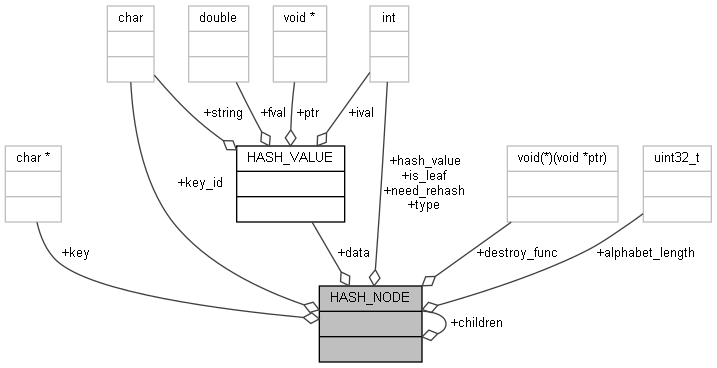 char
double
void *
int
+string
+fval
+ptr
+ival
char *
HASH_VALUE
void(*)(void *ptr)
uint32_t
+key_id
+hash_value
+is_leaf
+need_rehash
+type
+key
+data
+destroy_func
+alphabet_length
HASH_NODE
+children